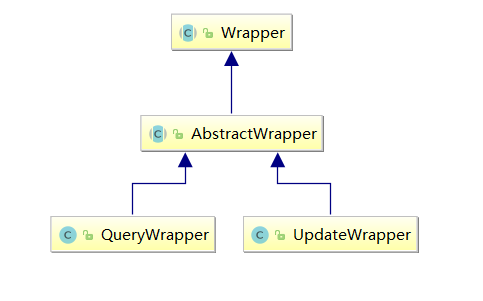 C Wrapper
C AbstractWrapper
C QueryWrapper
C UpdateWrapper